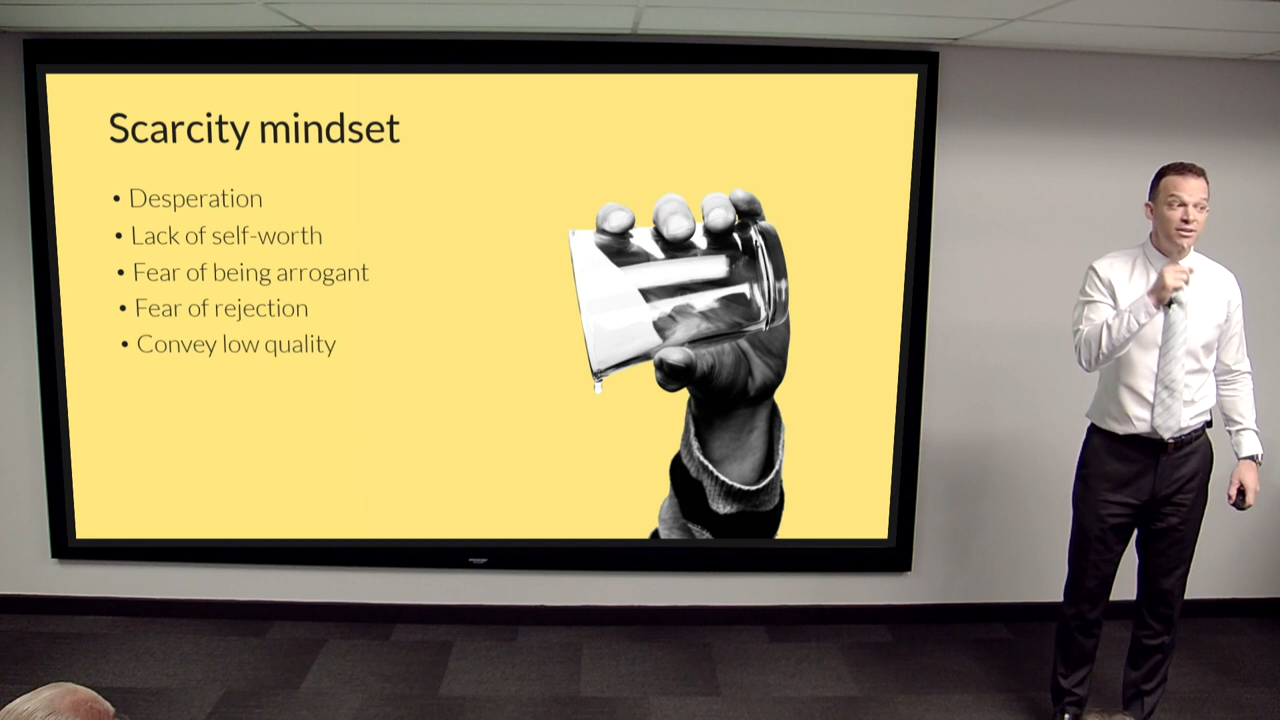 Scarcity mindset
• Desperation
• Lack of self-worth
• Fear of being arrogant
• Fear of rejection
• Convey low quality